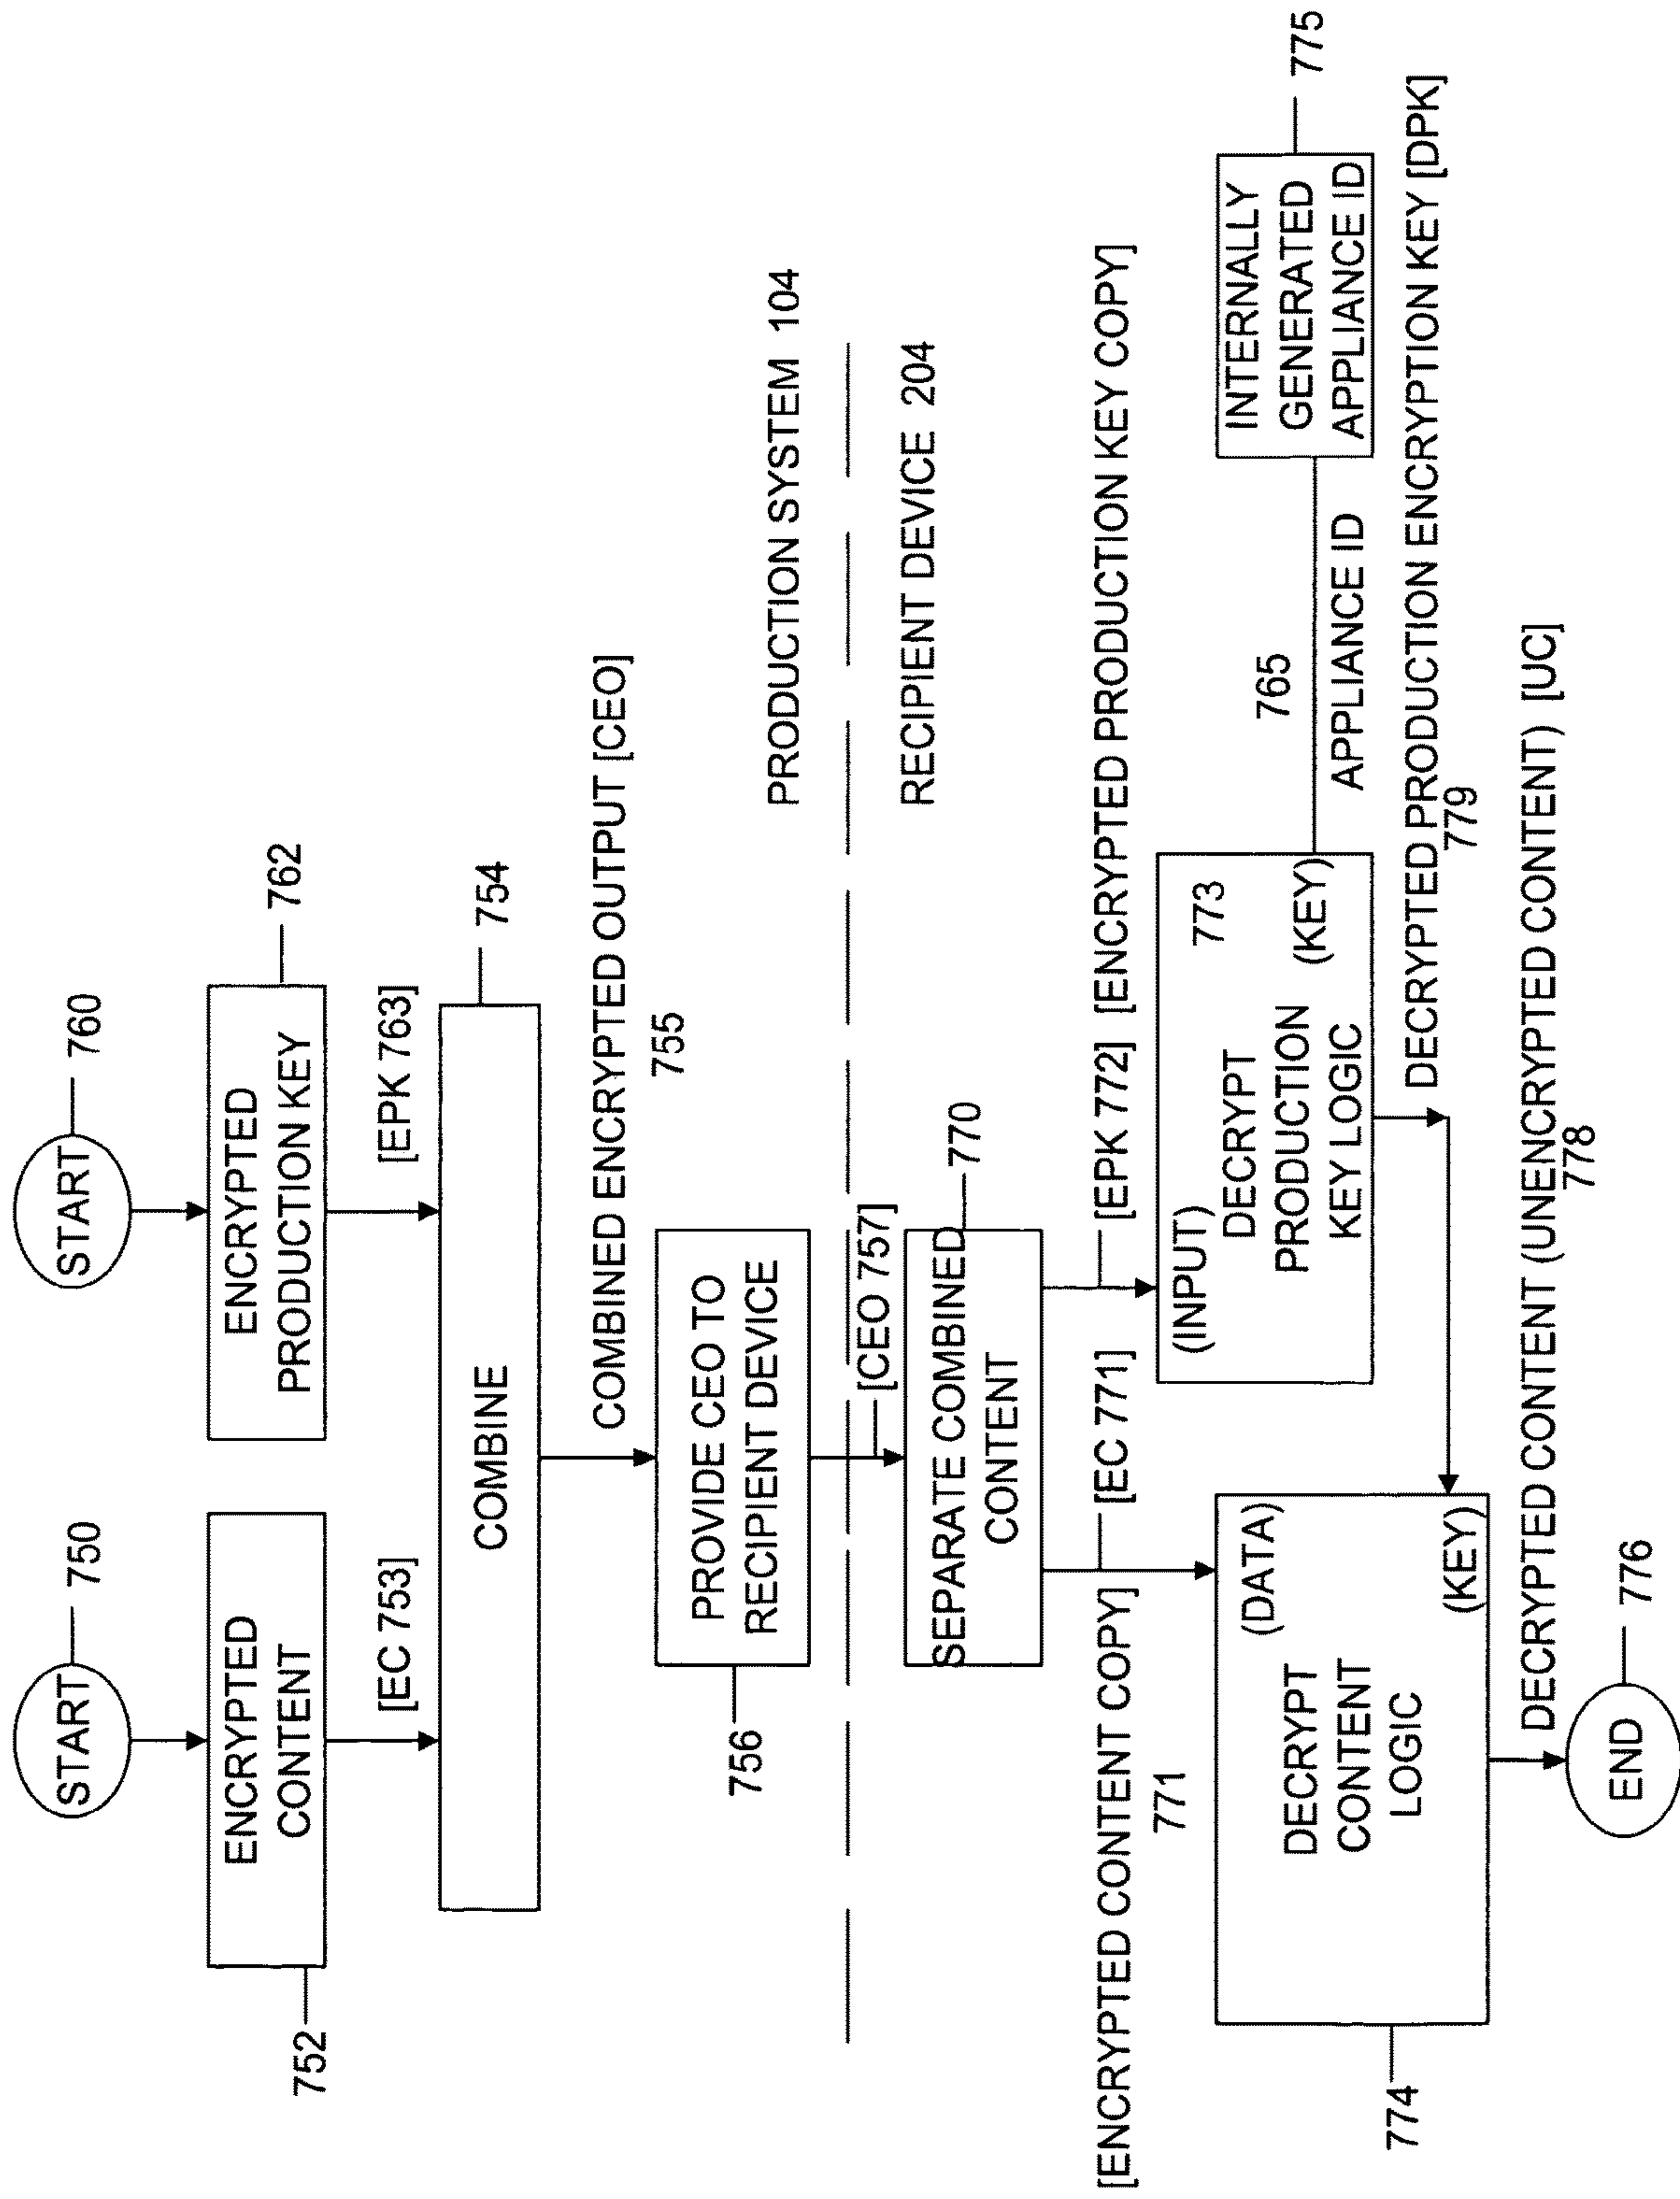 START
750
START
760
ENCRYPTED
CONTENT
752
ENCRYPTED
PRODUCTION KEY
762
[EC 753]
[EPK 763]
COMBINE
754
COMBINED ENCRYPTED OUTPUT [CEO]
755
PROVIDE CEO TO
RECIPIENT DEVICE
756
PRODUCTION SYSTEM 104
RECIPIENT DEVICE 204
[CEO 757]
SEPARATE COMBINED
CONTENT
770
[ENCRYPTED CONTENT COPY]
771
[EC 771]
[EPK 772] [ENCRYPTED PRODUCTION KEY COPY]
(INPUT)
773
DECRYPT
PRODUCTION
KEY LOGIC
(KEY)
765
APPLIANCE ID
INTERNALLY
GENERATED
APPLIANCE ID
775
(DATA)
DECRYPT
CONTENT
LOGIC
(KEY)
774
DECRYPTED PRODUCTION ENCRYPTION KEY [DPK]
779
DECRYPTED CONTENT (UNENCRYPTED CONTENT) [UC]
778
END
776